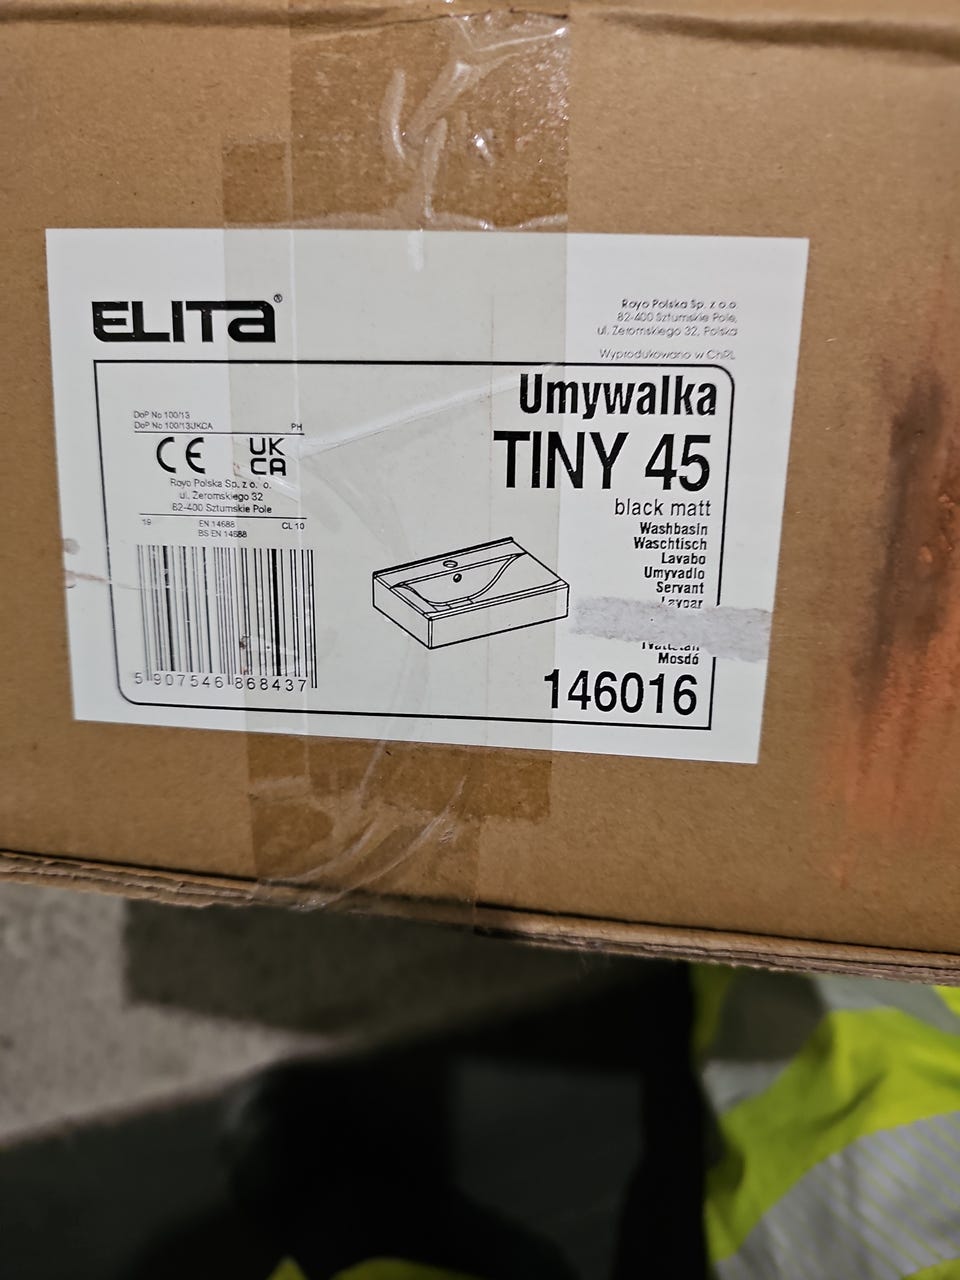 ELITA®
Royo Polska Sp. z o.o.
82-400 Sztumskie Pole,
ul. Żeromskiego 32, Polska
Wyprodukowano w ChRL
Umywalka
TINY 45
black matt
Washbasin
Waschtisch
Lavabo
Umyvadlo
Servant
Mosdó
146016
DoP No 100/13
DoP No 100/13UKCA PH
CE UK
CA
Royo Polska Sp. z o. o.
ul. Żeromskiego 32
82-400 Sztumskie Pole
19 EN 14688 CL 10
BS EN 14688
5 907546 868437